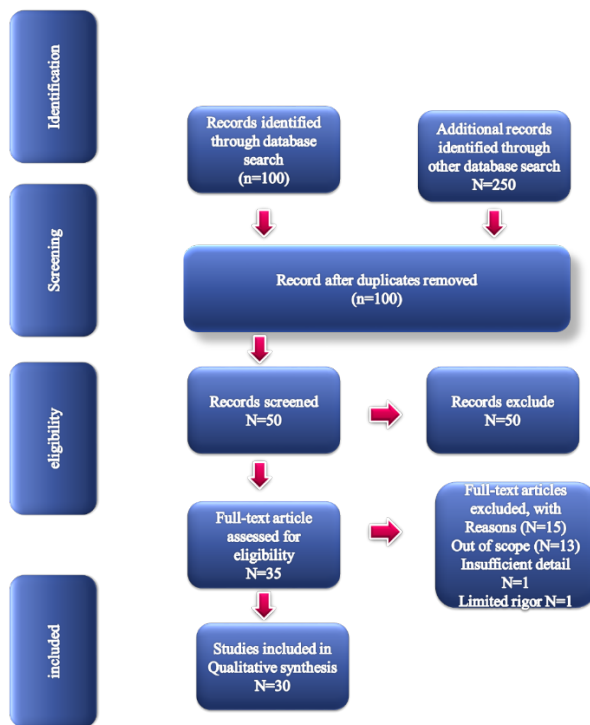 Identification
Records identified
through database
search
(n=100)
Additional records
identified through
other database search
N=250
Screening
Record after duplicates removed
(n=100)
eligibility
Records screened
N=50
Records exclude
N=50
Full-text article
assessed for
eligibility
N=35
Full-text articles
excluded, with
Reasons (N=15)
Out of scope (N=13)
Insufficient detail
N=1
Limited rigor N=1
included
Studies included in
Qualitative synthesis
N=30